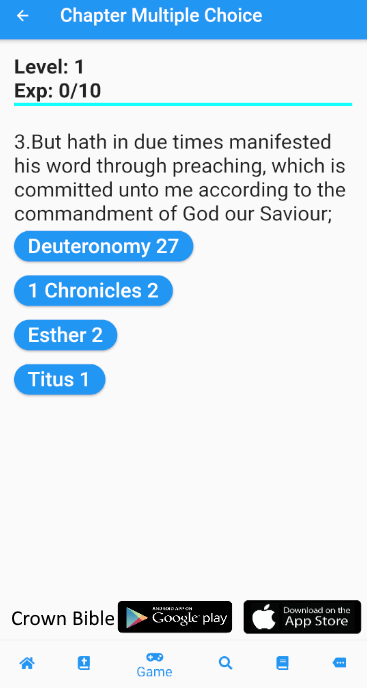 Chapter Multiple Choice
Level: 1
Exp: 0/10
3.But hath in due times manifested
his word through preaching, which is
committed unto me according to the
commandment of God our Saviour;
Deuteronomy 27
1 Chronicles 2
Esther 2
Titus 1
Crown Bible
ANDROID APP ON
Google play
Download on the
App Store
Game